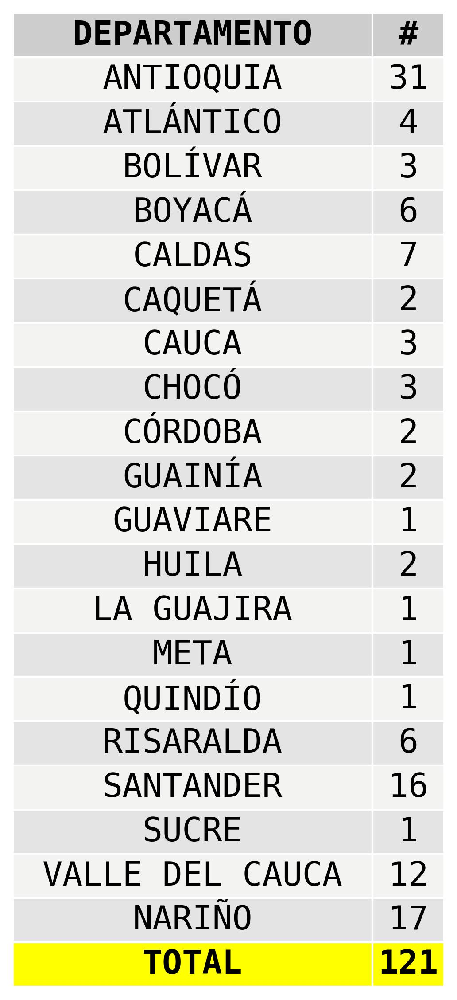 DEPARTAMENTO #
ANTIOQUIA 31
ATLÁNTICO 4
BOLÍVAR 3
BOYACÁ 6
CALDAS 7
CAQUETÁ 2
CAUCA 3
CHOCÓ 3
CÓRDOBA 2
GUAINÍA 2
GUAVIARE 1
HUILA 2
LA GUAJIRA 1
META 1
QUINDÍO 1
RISARALDA 6
SANTANDER 16
SUCRE 1
VALLE DEL CAUCA 12
NARIÑO 17
TOTAL 121